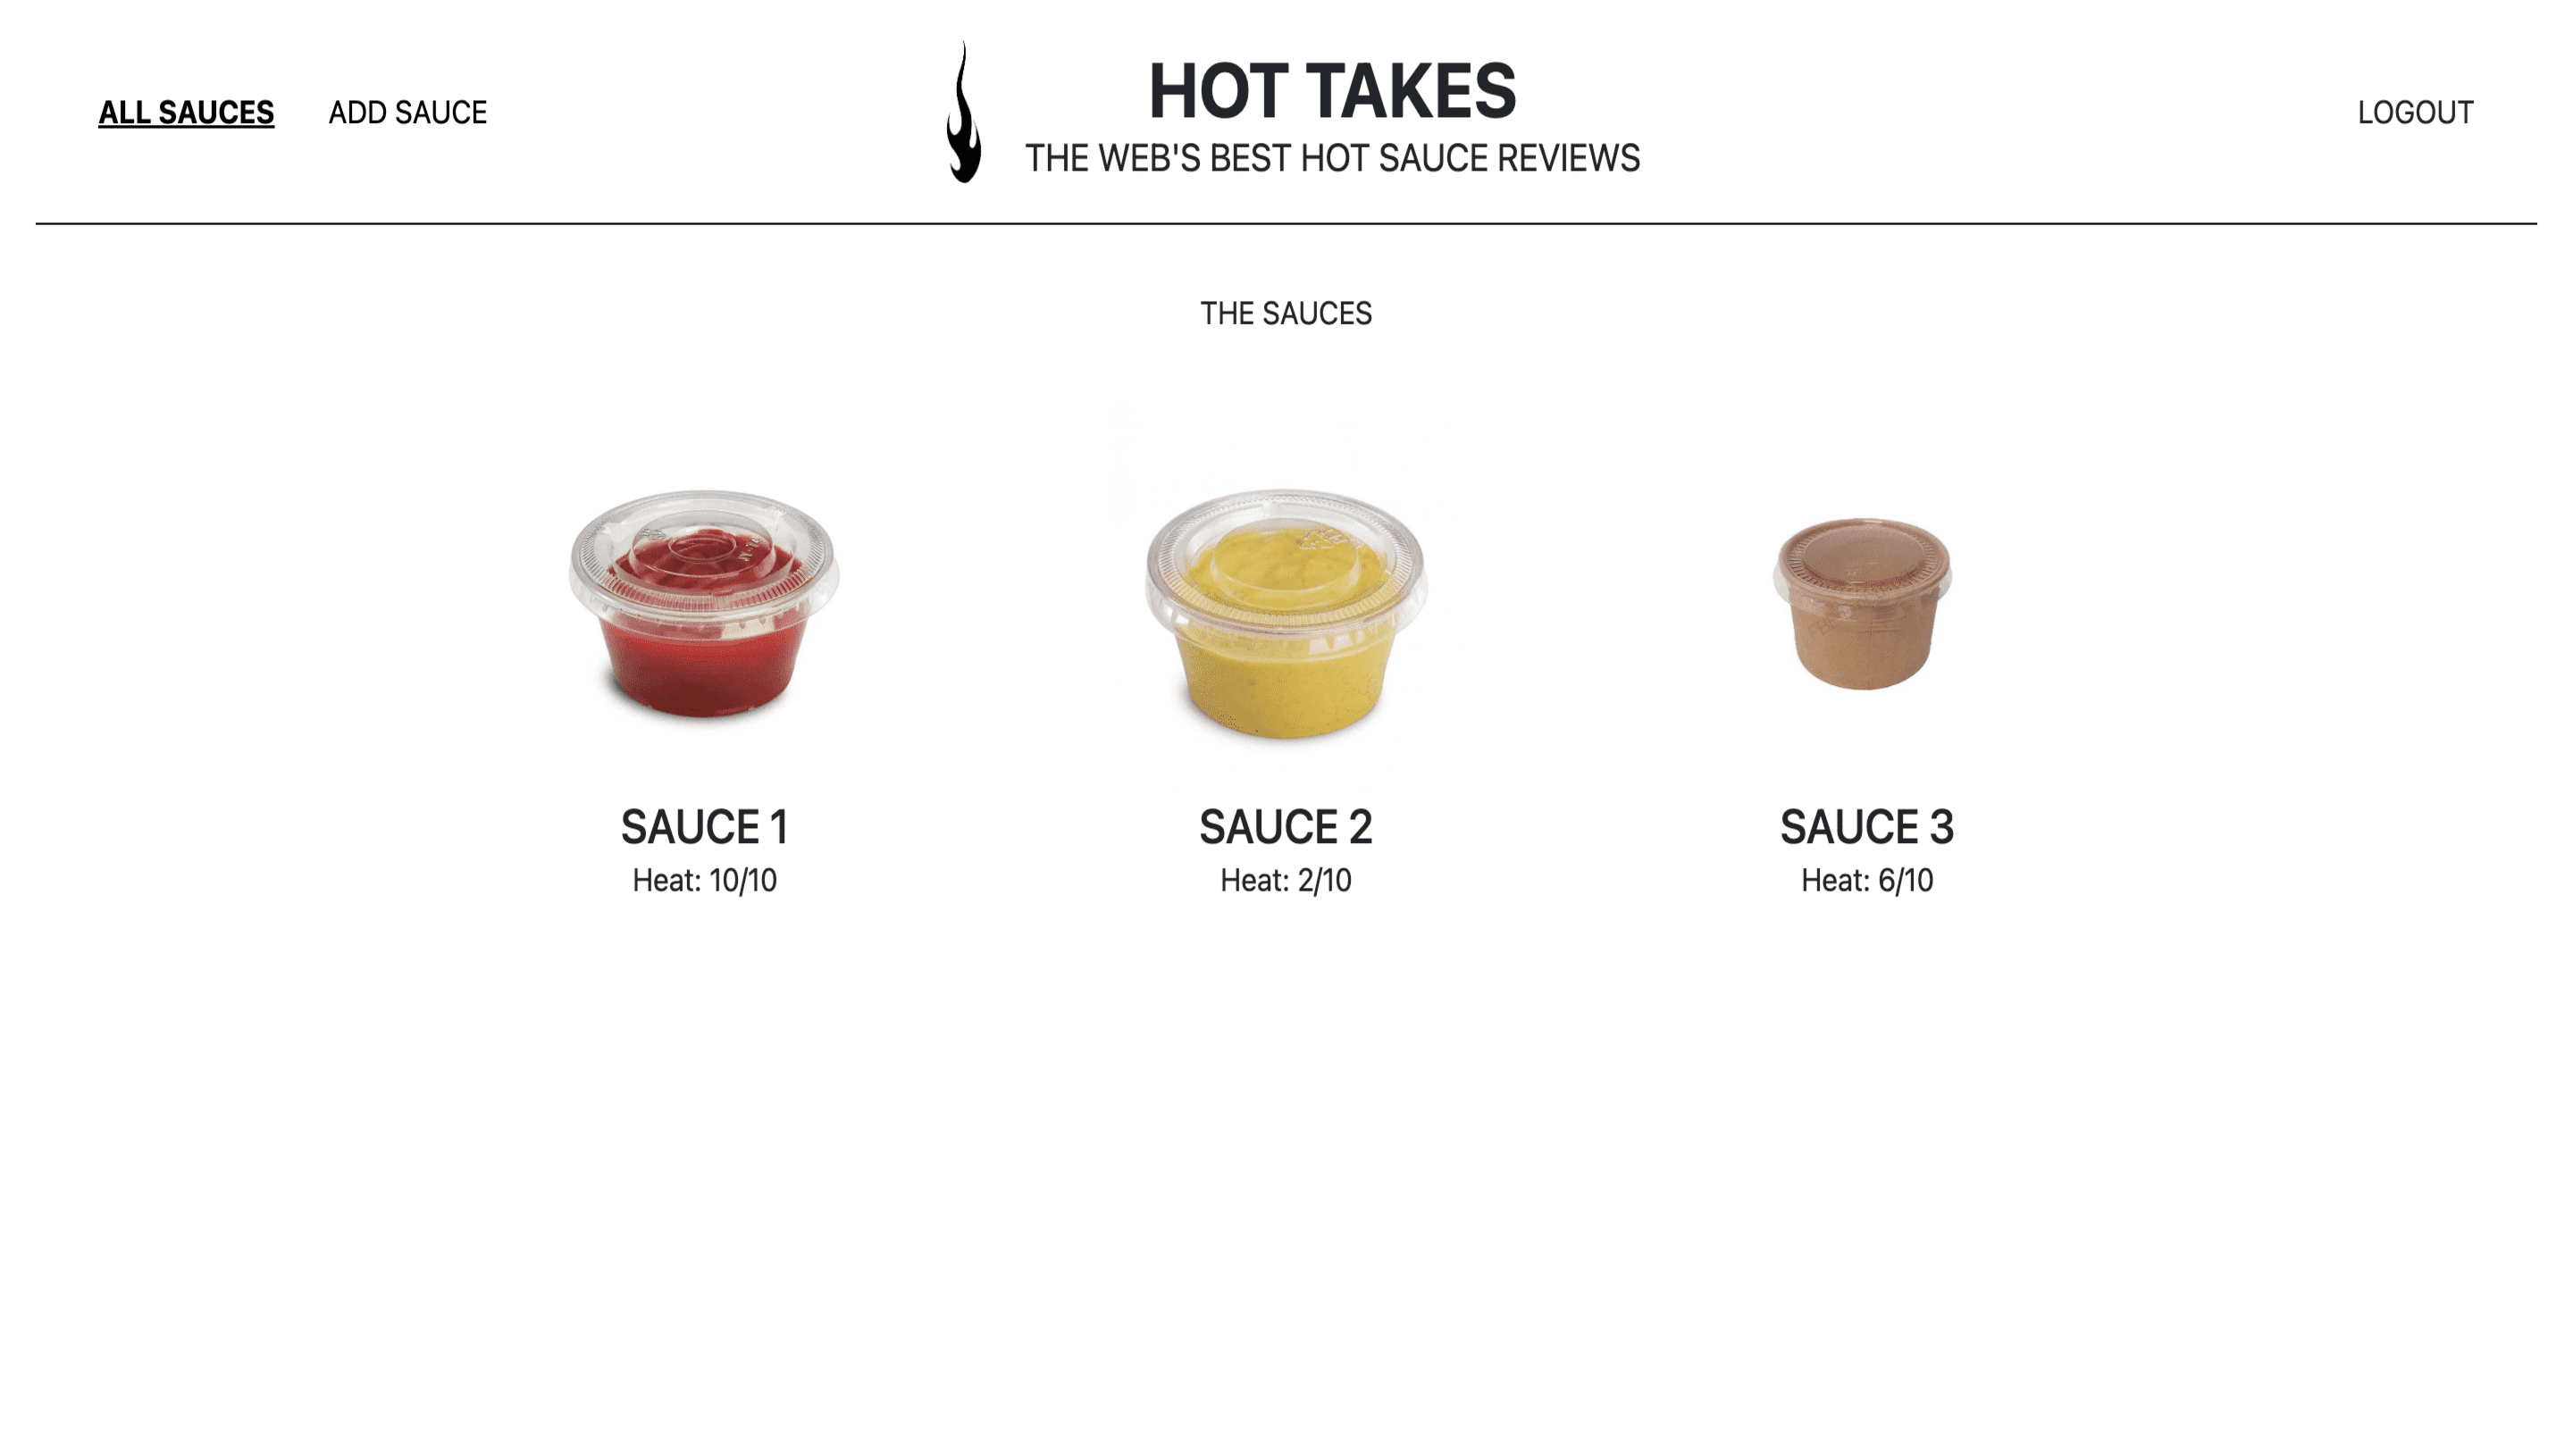 ALL SAUCES
ADD SAUCE
HOT TAKES
THE WEB'S BEST HOT SAUCE REVIEWS
LOGOUT
THE SAUCES
SAUCE 1
Heat: 10/10
SAUCE 2
Heat: 2/10
SAUCE 3
Heat: 6/10